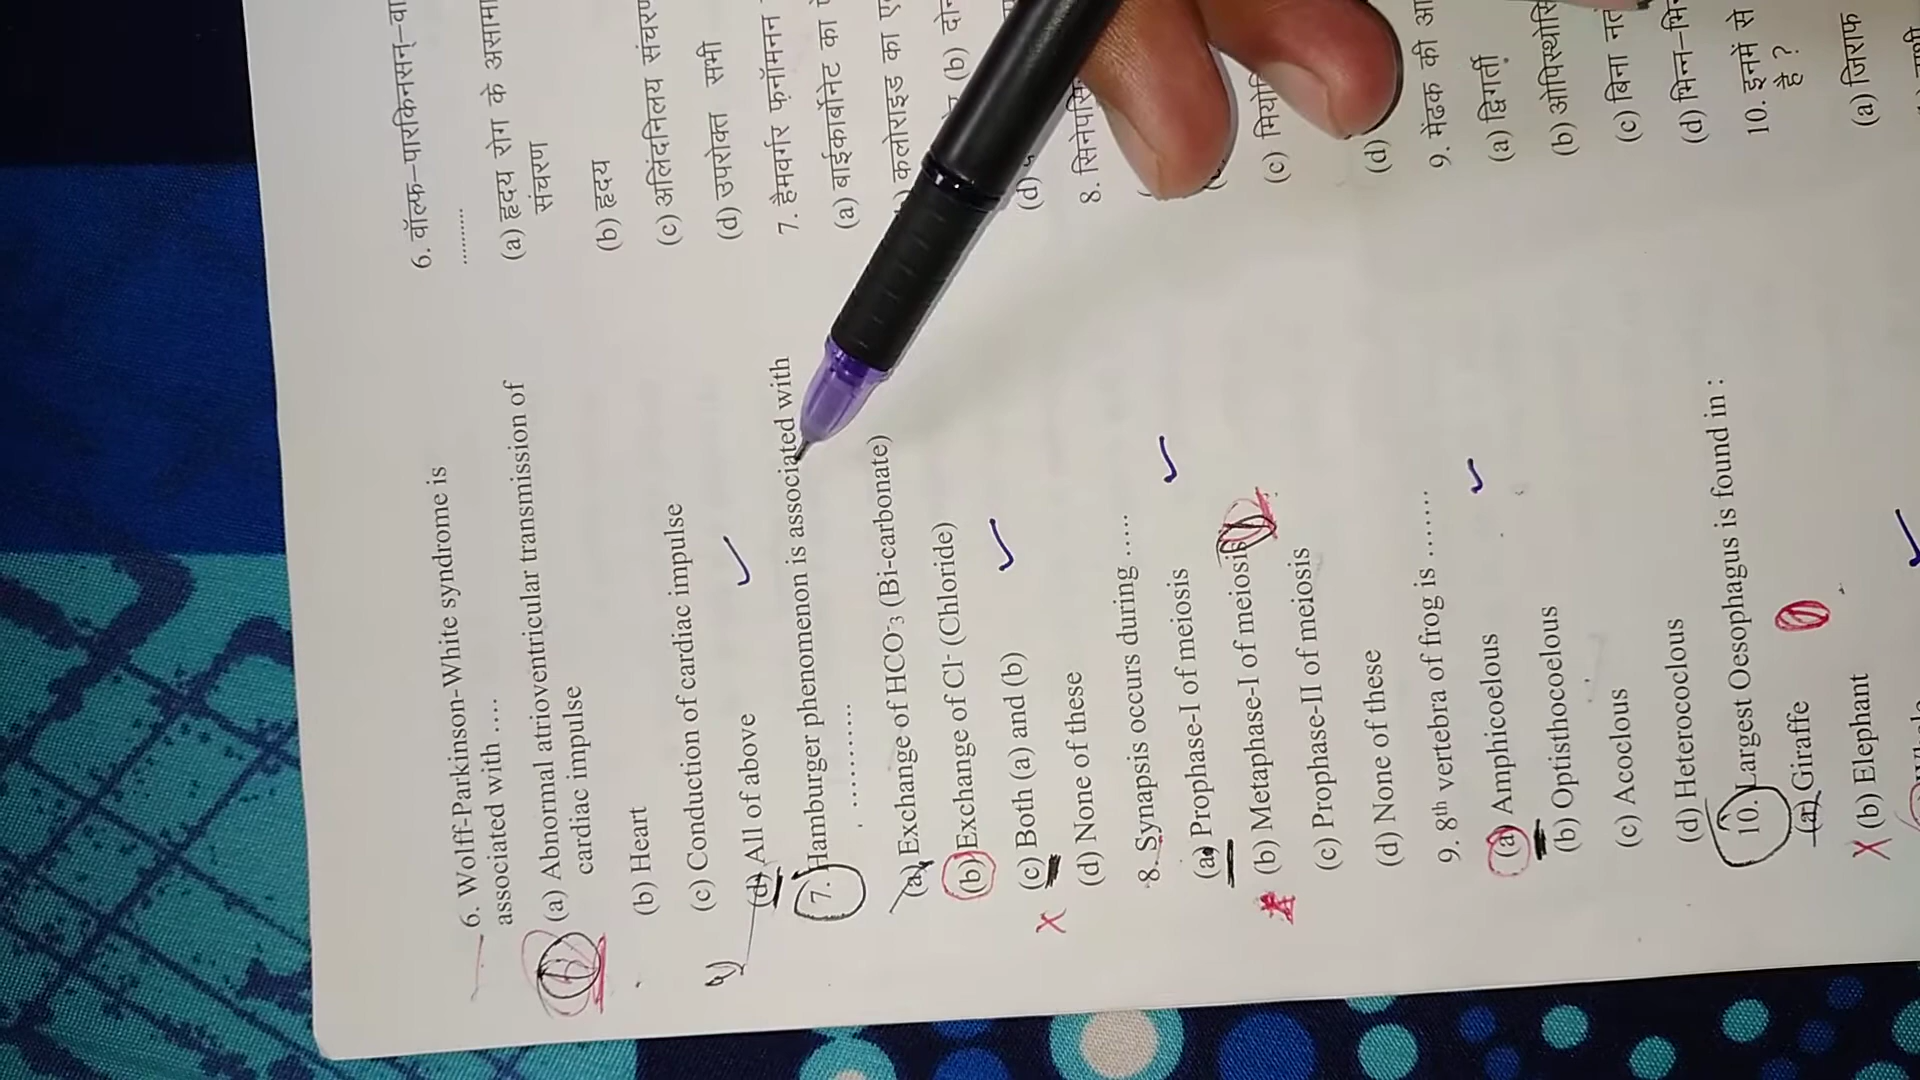 6. Wolff-Parkinson-White syndrome is
associated with ....
(a) Abnormal atrioventricular transmission of
cardiac impulse
(b) Heart
(c) Conduction of cardiac impulse
(d) All of above
7. Hamburger phenomenon is associated with
............
(a) Exchange of HCO⁻3 (Bi-carbonate)
(b) Exchange of Cl- (Chloride)
(c) Both (a) and (b)
(d) None of these
8. Synapsis occurs during .....
(a) Prophase-I of meiosis
(b) Metaphase-I of meiosis
(c) Prophase-II of meiosis
(d) None of these
9. 8th vertebra of frog is .......
(a) Amphicoelous
(b) Optisthocoelous
(c) Acoclous
(d) Heterococlous
10. Largest Oesophagus is found in :
(a) Giraffe
(b) Elephant
6. वॉल्फ-पारकिनसन्-वा
.........
(a) हृदय रोग के असामा
संचरण
(b) हृदय
(c) अलिंदनिलय संचरण
(d) उपरोक्त सभी
7. हैमवर्गर फ़नॉमनन
(a) बाईकार्बोनेट का
क्लोराइड का
(b) दोन
(d)
8.
(c)
(d)
9. मेंढक की
(a) द्विगर्ती
(b)
(c) बिना
(d) भिन्न-भि
10. इनमें से
है ?
(a) जिराफ